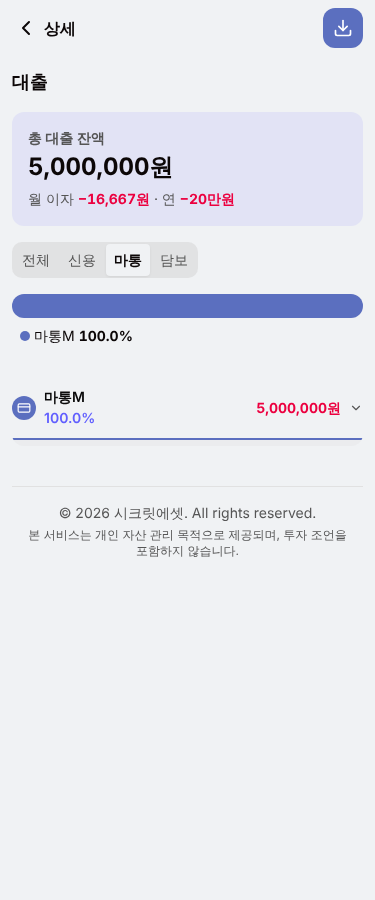 상세
대출
총 대출 잔액
5,000,000원
월 이자 −16,667원 · 연 −20만원
전체 신용 마통 담보
마통M 100.0%
마통M
100.0%
5,000,000원
© 2026 시크릿에셋. All rights reserved.
본 서비스는 개인 자산 관리 목적으로 제공되며, 투자 조언을
포함하지 않습니다.